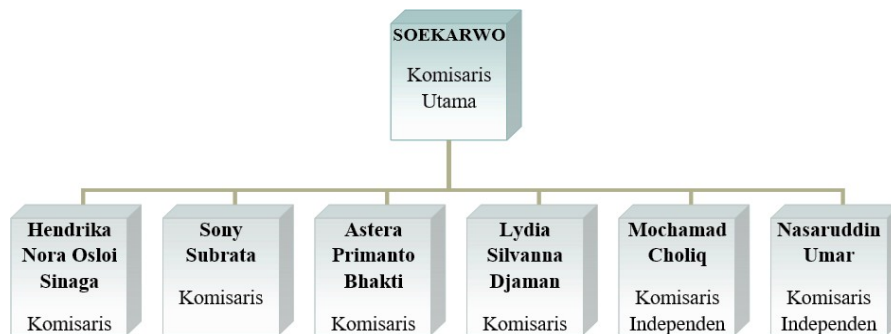 SOEKARWO
Komisaris
Utama
Hendrika
Nora Osloi
Sinaga
Komisaris
Sony
Subrata
Komisaris
Astera
Primanto
Bhakti
Komisaris
Lydia
Silvanna
Djaman
Komisaris
Mochamad
Choliq
Komisaris
Independen
Nasaruddin
Umar
Komisaris
Independen